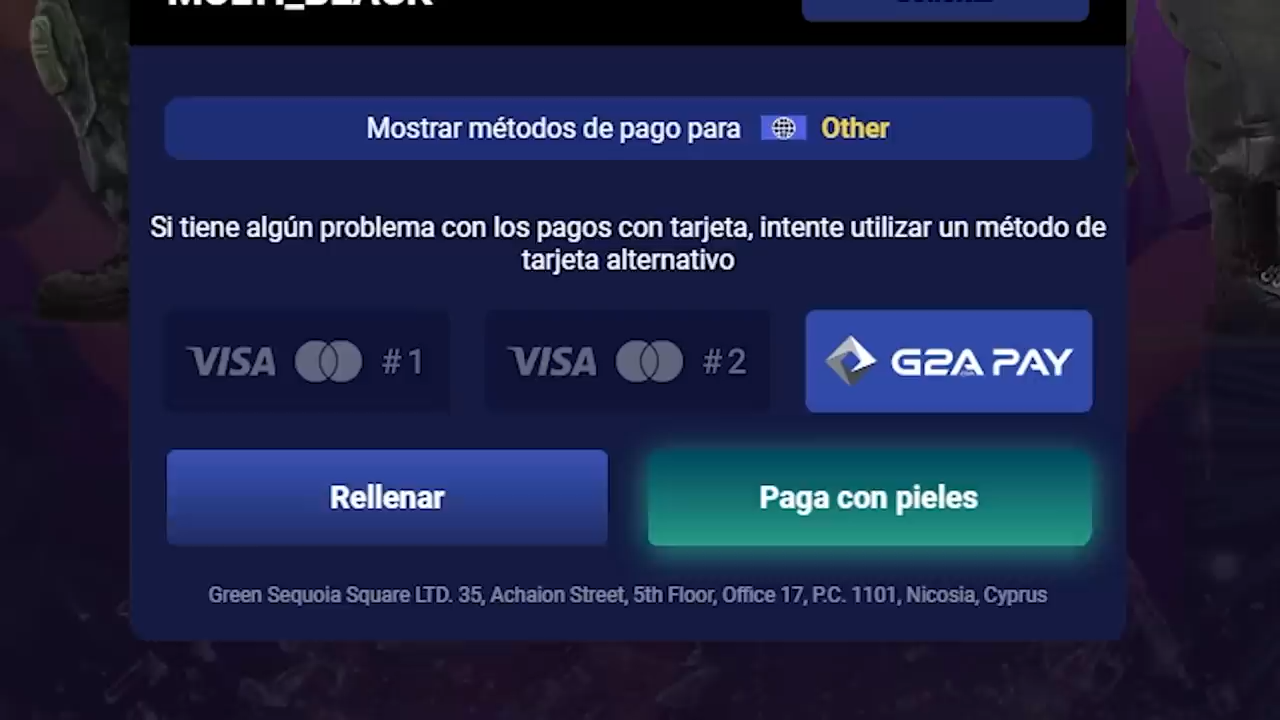 MULTI_BLACK
Mostrar métodos de pago para Other
Si tiene algún problema con los pagos con tarjeta, intente utilizar un método de
tarjeta alternativo
VISA #1 VISA #2 G2A PAY
Rellenar Paga con pieles
Green Sequoia Square LTD. 35, Achaion Street, 5th Floor, Office 17, P.C. 1101, Nicosia, Cyprus